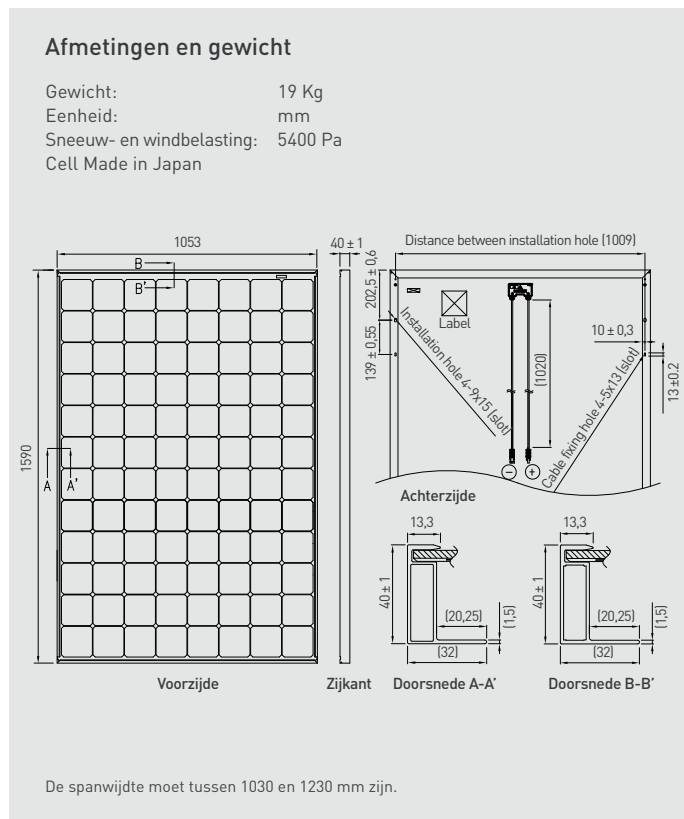 Afmetingen en gewicht
Gewicht: 19 Kg
Eenheid: mm
Sneeuw- en windbelasting: 5400 Pa
Cell Made in Japan
1053
40 ± 1
Distance between installation hole (1009)
B
B'
202,5 ± 0,6
Label
Installation hole 4-9x15 (slot)
139 ± 0,55
(1020)
10 ± 0,3
13 ±0.2
Cable fixing hole 4-5x13 (slot)
1590
A
A'
− +
Achterzijde
13,3
40 ± 1
(20,25)
(1,5)
(32)
13,3
40 ± 1
(20,25)
(1,5)
(32)
Voorzijde
Zijkant
Doorsnede A-A'
Doorsnede B-B'
De spanwijdte moet tussen 1030 en 1230 mm zijn.